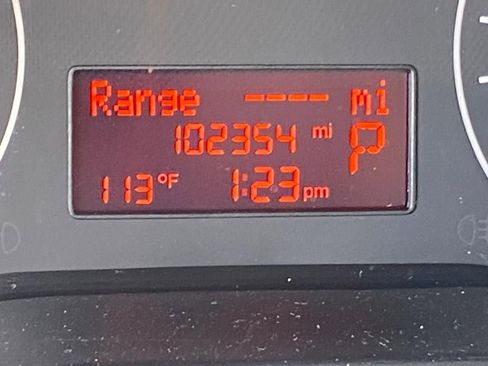 Range ---- mi
102354 mi P
113°F 1:23 pm